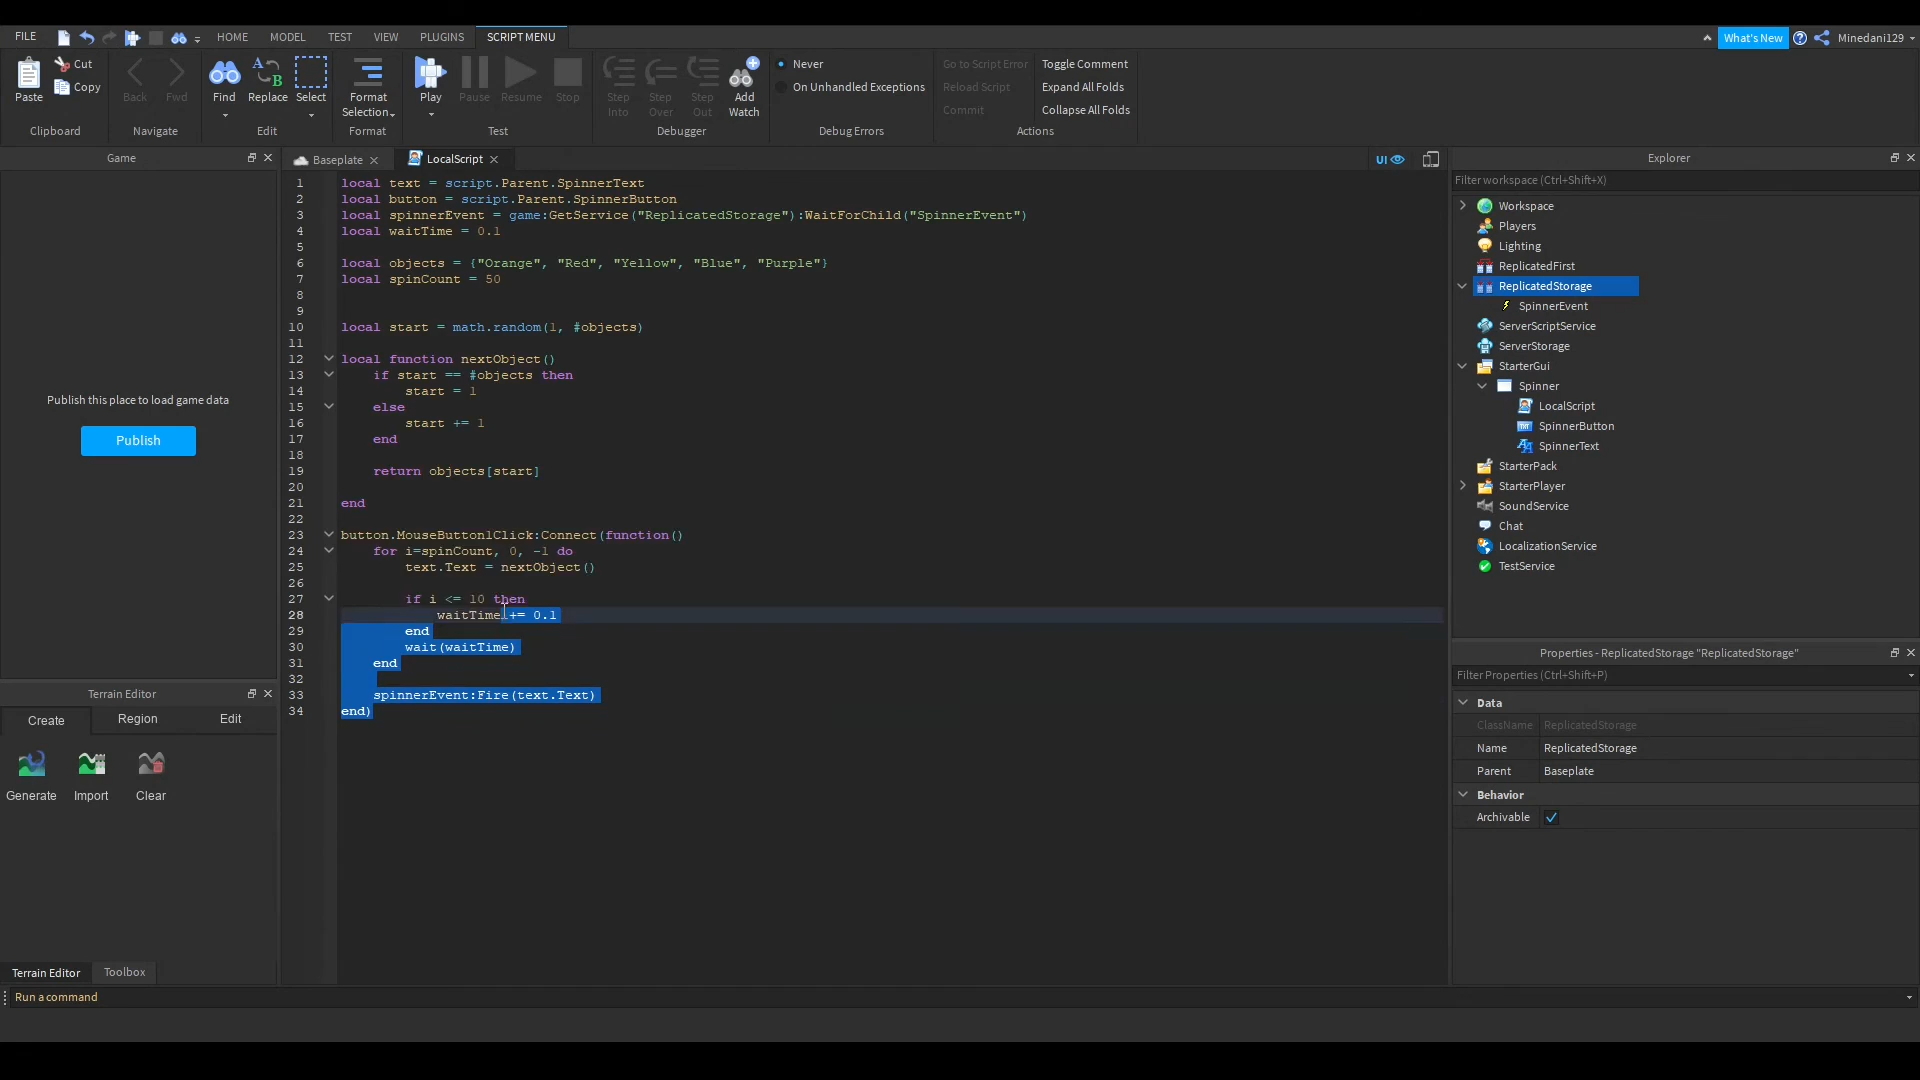 FILE HOME MODEL TEST VIEW PLUGINS SCRIPT MENU What's New Minedani129
Paste Cut Copy Clipboard
Back Fwd Navigate
Find Replace Select Edit
Format Selection Format
Play Pause Resume Stop Test
Step Into Step Over Step Out Add Watch Debugger
Never
On Unhandled Exceptions
Debug Errors
Go to Script Error Toggle Comment
Reload Script Expand All Folds
Commit Collapse All Folds
Actions
Game
Publish this place to load game data
Publish
Terrain Editor
Create Region Edit
Generate Import Clear
Terrain Editor Toolbox
Run a command
Baseplate LocalScript UI
1 local text = script.Parent.SpinnerText
2 local button = script.Parent.SpinnerButton
3 local spinnerEvent = game:GetService("ReplicatedStorage"):WaitForChild("SpinnerEvent")
4 local waitTime = 0.1
5
6 local objects = {"Orange", "Red", "Yellow", "Blue", "Purple"}
7 local spinCount = 50
8
9
10 local start = math.random(1, #objects)
11
12 local function nextObject()
13 if start == #objects then
14 start = 1
15 else
16 start += 1
17 end
18
19 return objects[start]
20
21 end
22
23 button.MouseButton1Click:Connect(function()
24 for i=spinCount, 0, -1 do
25 text.Text = nextObject()
26
27 if i <= 10 then
28 waitTime += 0.1
29 end
30 wait(waitTime)
31 end
32
33 spinnerEvent:Fire(text.Text)
34 end)
Explorer
Filter workspace (Ctrl+Shift+X)
Workspace
Players
Lighting
ReplicatedFirst
ReplicatedStorage
SpinnerEvent
ServerScriptService
ServerStorage
StarterGui
Spinner
LocalScript
SpinnerButton
SpinnerText
StarterPack
StarterPlayer
SoundService
Chat
LocalizationService
TestService
Properties - ReplicatedStorage "ReplicatedStorage"
Filter Properties (Ctrl+Shift+P)
Data
ClassName ReplicatedStorage
Name ReplicatedStorage
Parent Baseplate
Behavior
Archivable